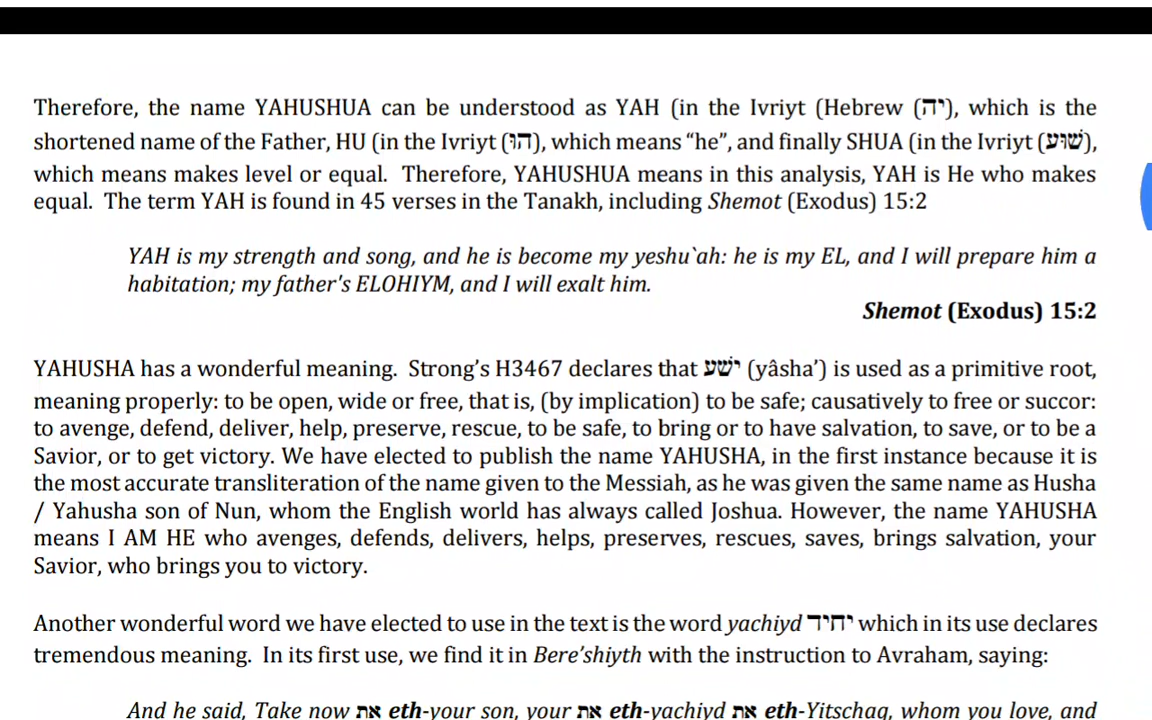 Therefore, the name YAHUSHUA can be understood as YAH (in the Ivriyt (Hebrew (יה), which is the
shortened name of the Father, HU (in the Ivriyt (הו), which means “he”, and finally SHUA (in the Ivriyt (שׁוּע),
which means makes level or equal. Therefore, YAHUSHUA means in this analysis, YAH is He who makes
equal. The term YAH is found in 45 verses in the Tanakh, including Shemot (Exodus) 15:2
YAH is my strength and song, and he is become my yeshu`ah: he is my EL, and I will prepare him a
habitation; my father's ELOHIYM, and I will exalt him.
Shemot (Exodus) 15:2
YAHUSHA has a wonderful meaning. Strong’s H3467 declares that ישׁע (yâsha’) is used as a primitive root,
meaning properly: to be open, wide or free, that is, (by implication) to be safe; causatively to free or succor:
to avenge, defend, deliver, help, preserve, rescue, to be safe, to bring or to have salvation, to save, or to be a
Savior, or to get victory. We have elected to publish the name YAHUSHA, in the first instance because it is
the most accurate transliteration of the name given to the Messiah, as he was given the same name as Husha
/ Yahusha son of Nun, whom the English world has always called Joshua. However, the name YAHUSHA
means I AM HE who avenges, defends, delivers, helps, preserves, rescues, saves, brings salvation, your
Savior, who brings you to victory.
Another wonderful word we have elected to use in the text is the word yachiyd יחיד which in its use declares
tremendous meaning. In its first use, we find it in Bere’shiyth with the instruction to Avraham, saying:
And he said, Take now את eth-your son, your את eth-yachiyd את eth-Yitschaq, whom you love, and